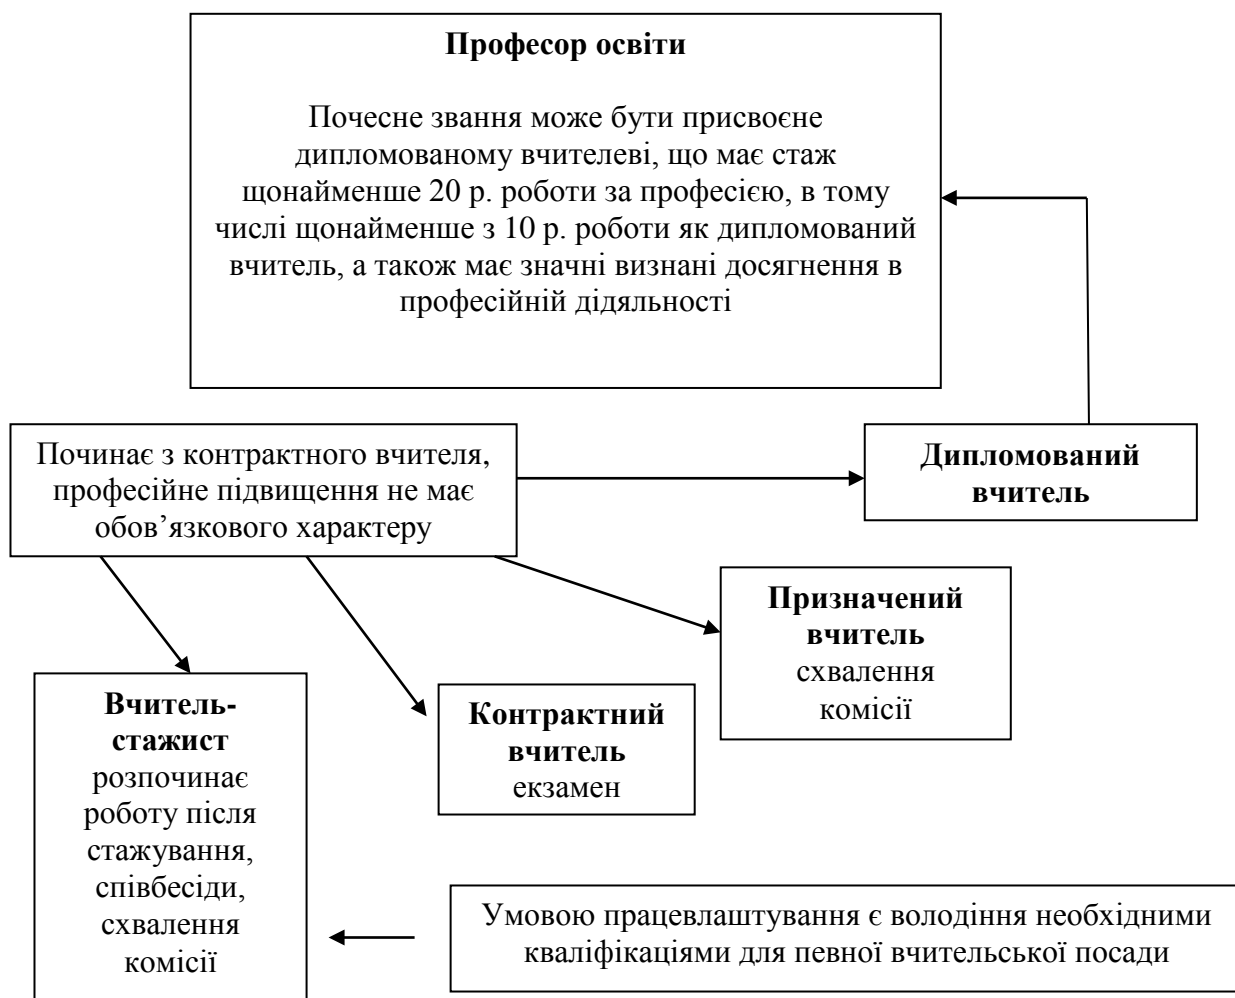 Професор освіти
Почесне звання може бути присвоєне
дипломованому вчителеві, що має стаж
щонайменше 20 р. роботи за професією, в тому
числі щонайменше з 10 р. роботи як дипломований
вчитель, а також має значні визнані досягнення в
професійній дідяльності
Починає з контрактного вчителя,
професійне підвищення не має
обов’язкового характеру
Дипломований
вчитель
Призначений
вчитель
схвалення
комісії
Вчитель-
стажист
розпочинає
роботу після
стажування,
співбесіди,
схвалення
комісії
Контрактний
вчитель
екзамен
Умовою працевлаштування є володіння необхідними
кваліфікаціями для певної вчительської посади